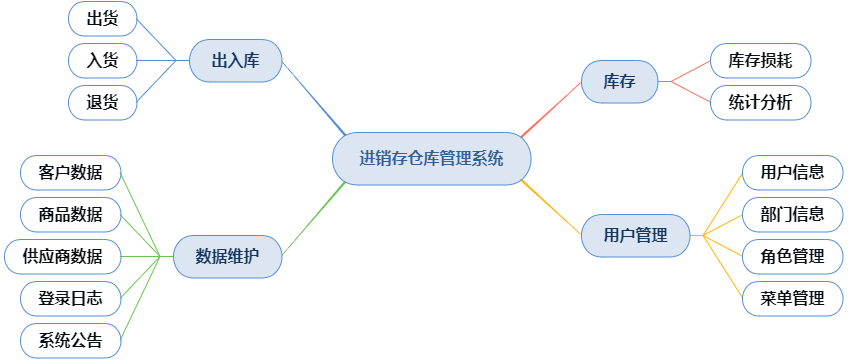 进销存仓库管理系统
出入库
出货
入货
退货
数据维护
客户数据
商品数据
供应商数据
登录日志
系统公告
库存
库存损耗
统计分析
用户管理
用户信息
部门信息
角色管理
菜单管理